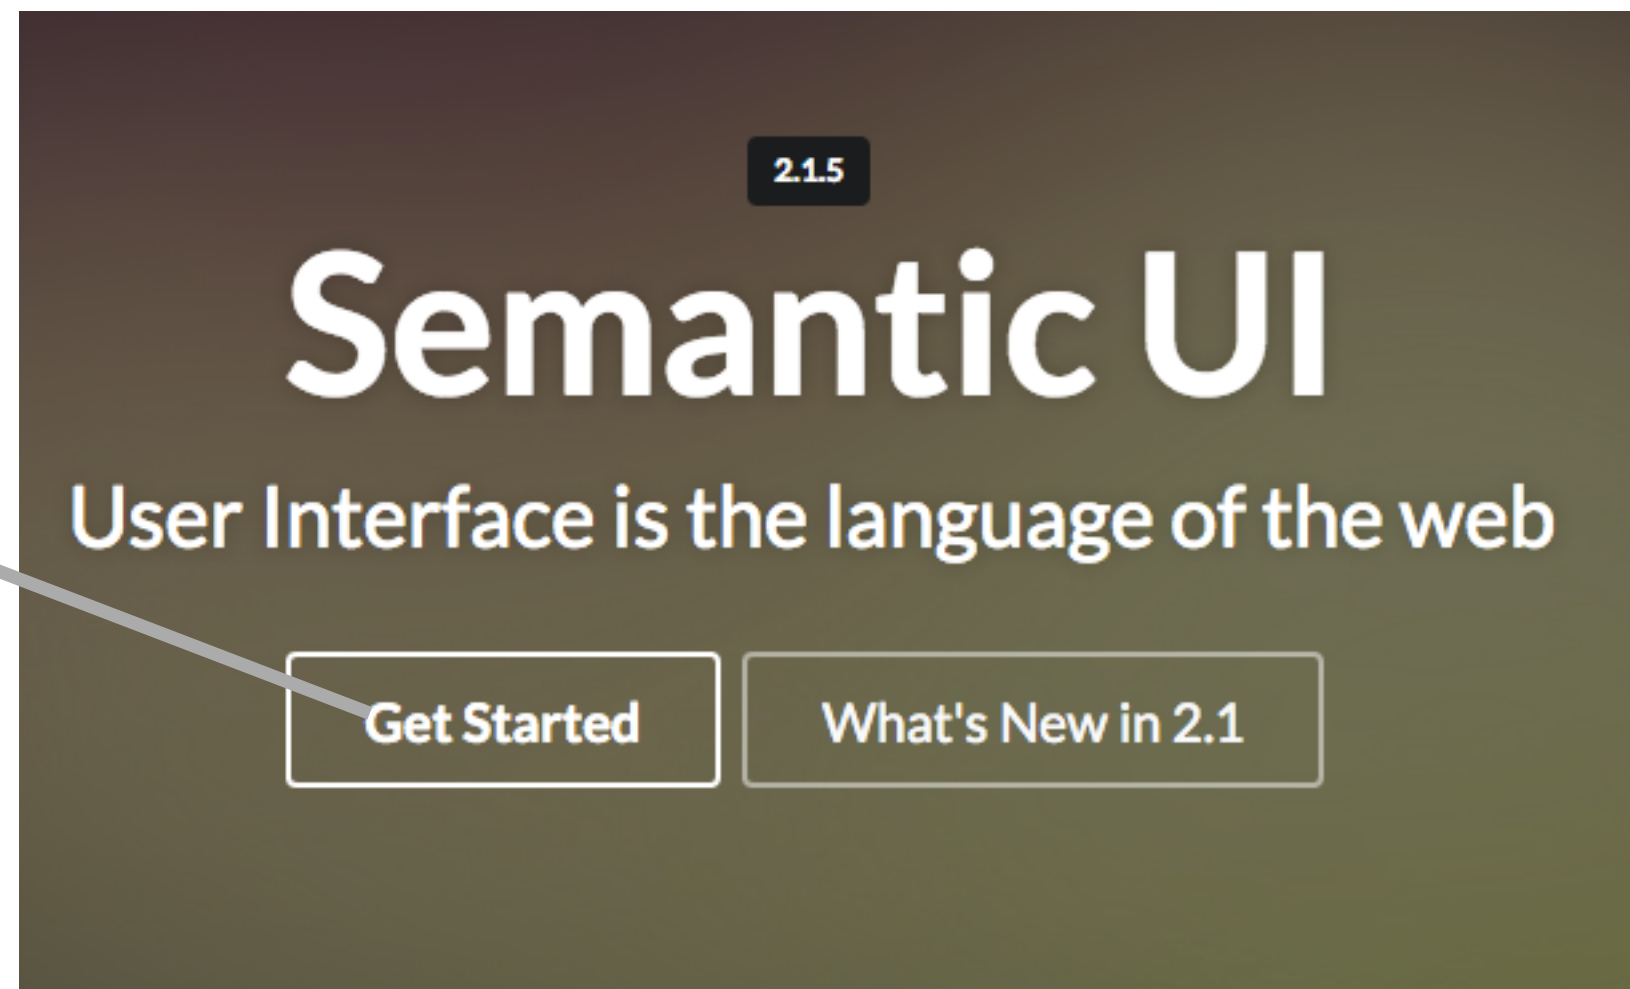 2.1.5
Semantic UI
User Interface is the language of the web
Get Started What's New in 2.1